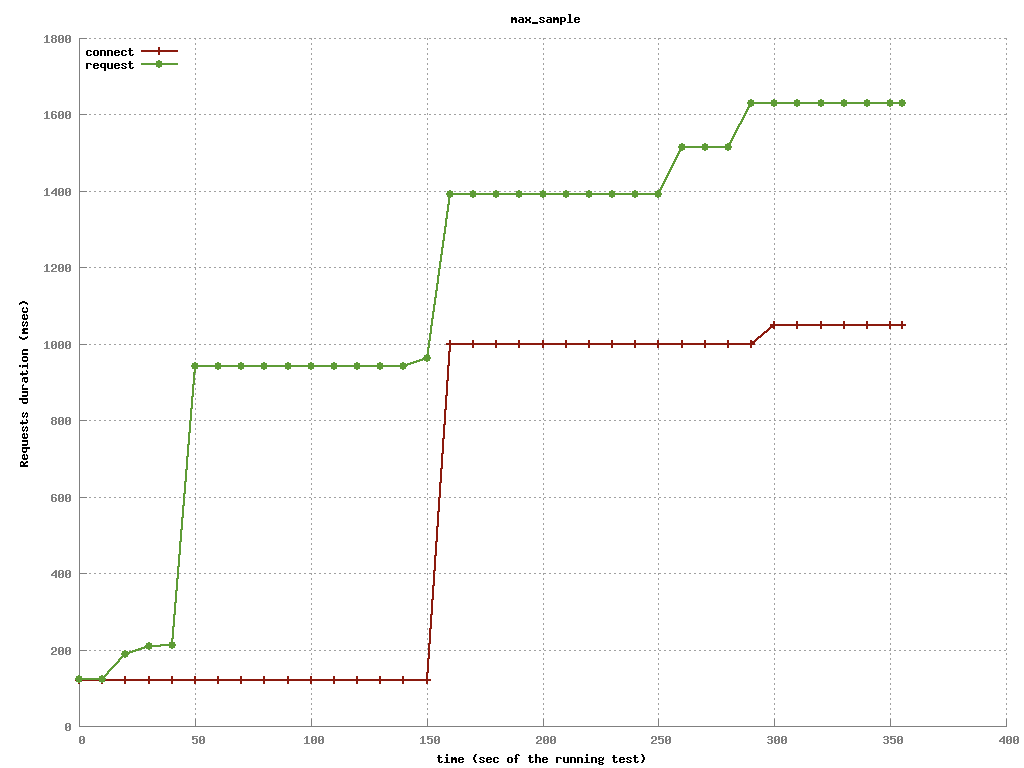 max_sample
connect
request
1800
1600
1400
1200
1000
800
600
400
200
0
Requests duration (msec)
0 50 100 150 200 250 300 350 400
time (sec of the running test)